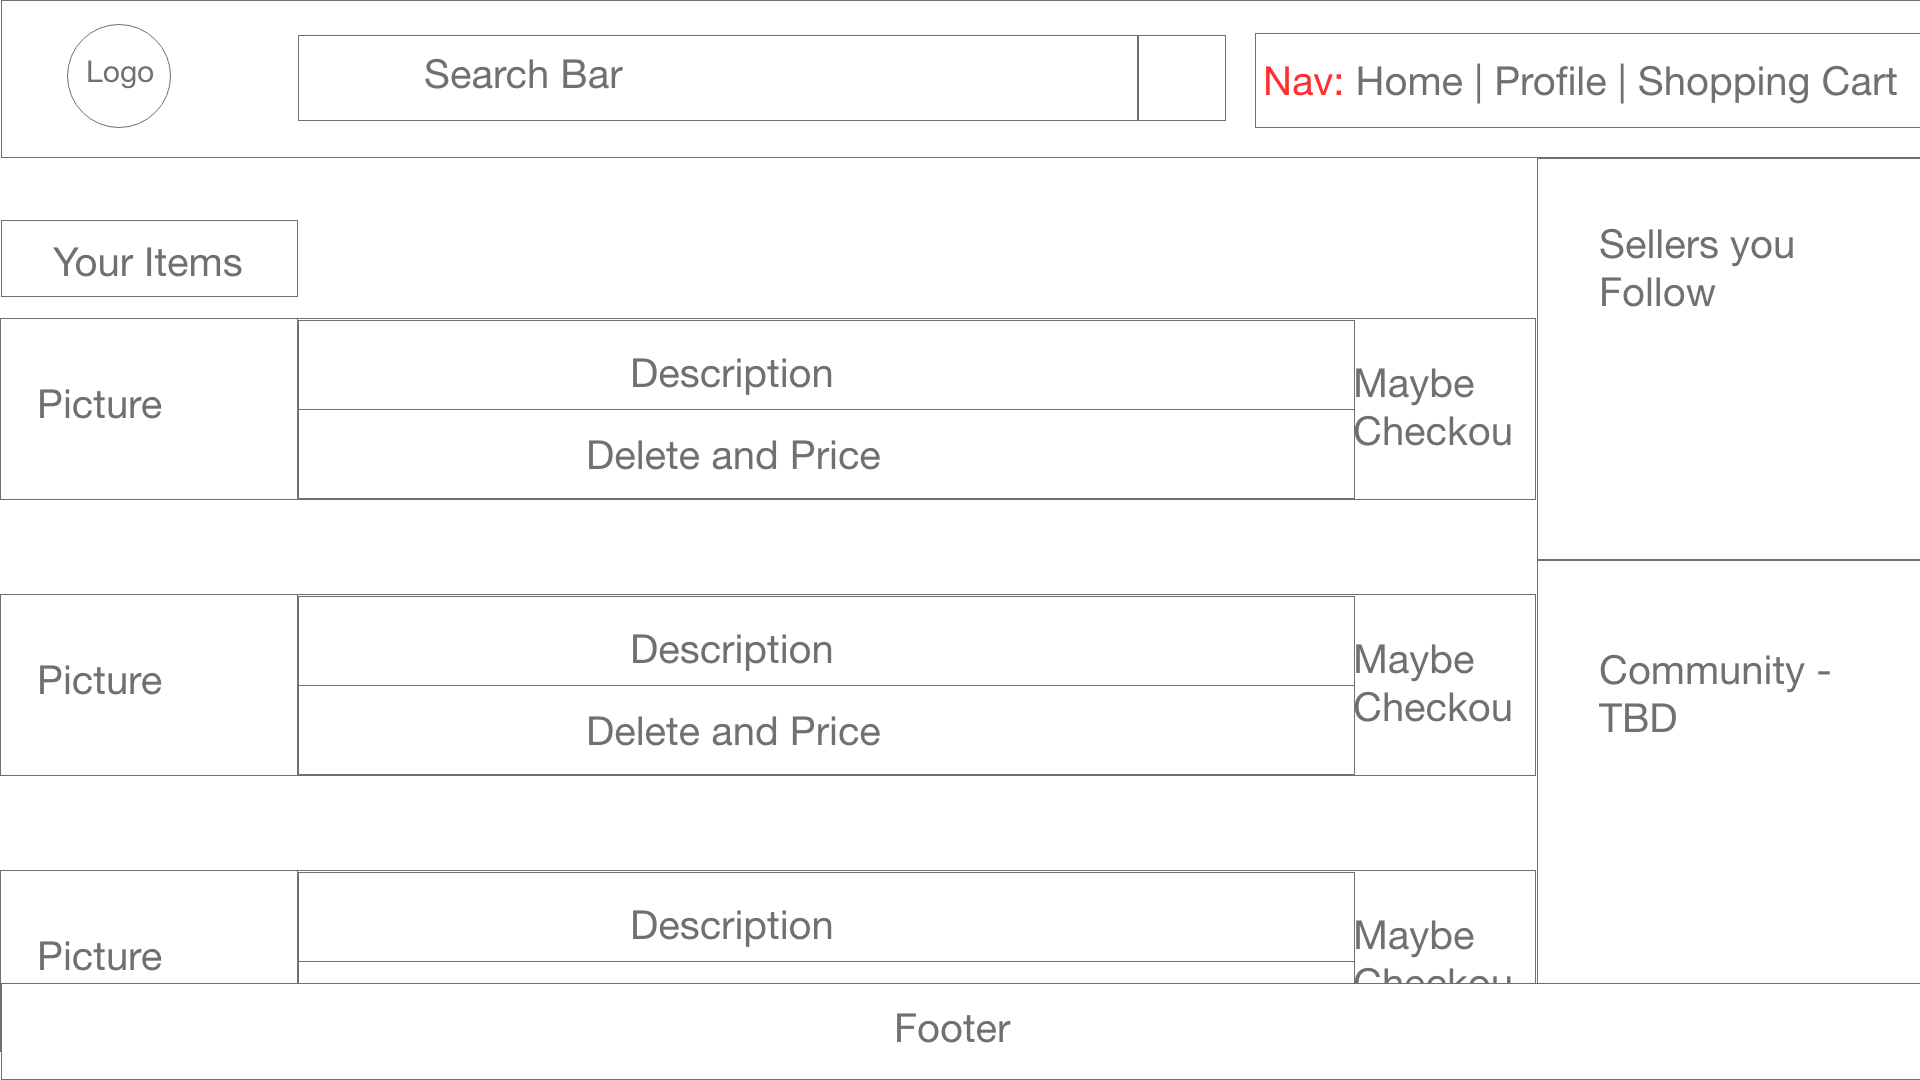 Logo
Search Bar
Nav: Home | Profile | Shopping Cart
Your Items
Sellers you
Follow
Picture
Description
Delete and Price
Maybe
Checkou
Picture
Description
Delete and Price
Maybe
Checkou
Community -
TBD
Picture
Description
Maybe
Checkou
Footer